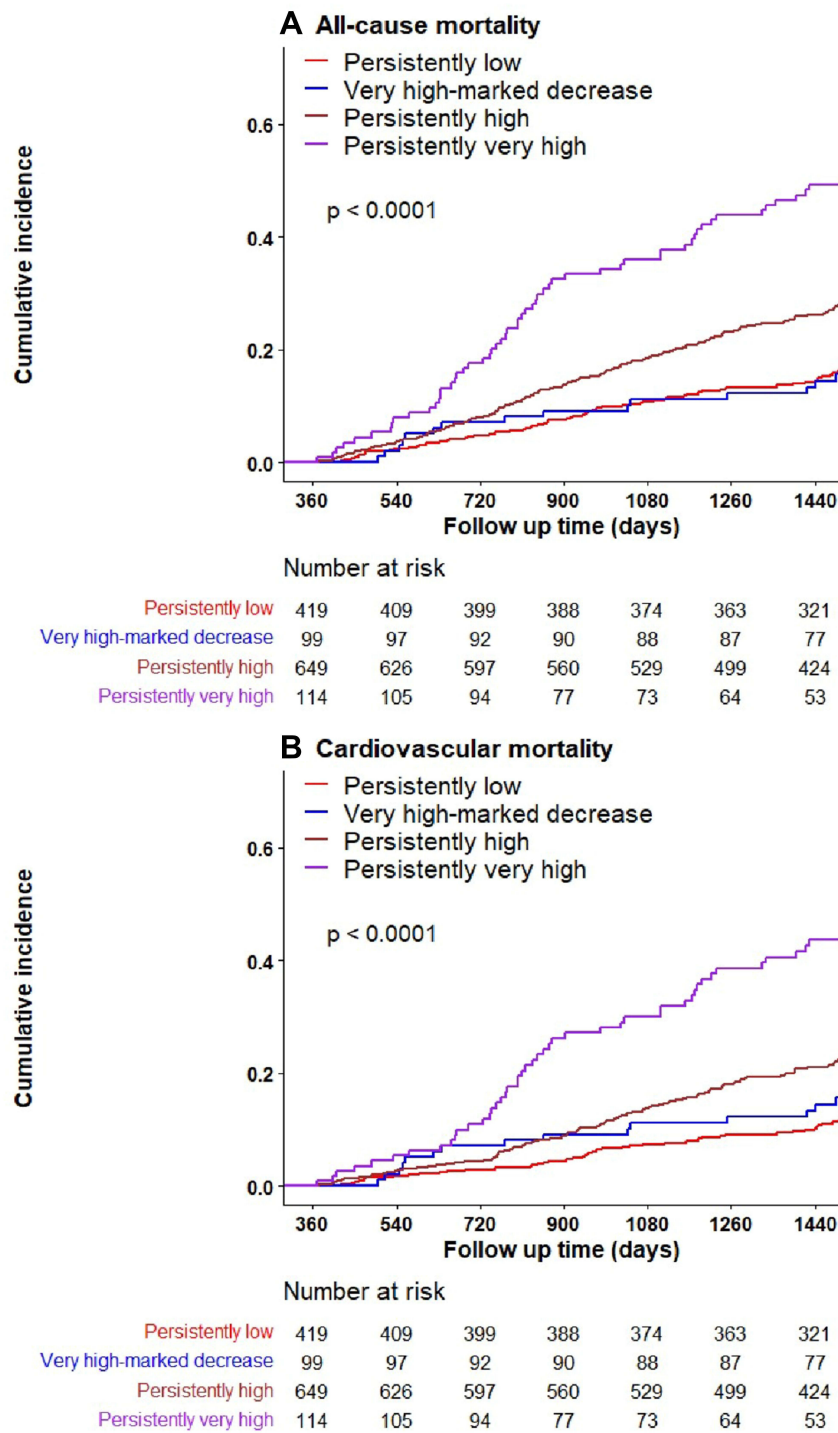 A All-cause mortality
Persistently low
Very high-marked decrease
Persistently high
Persistently very high
p < 0.0001
Cumulative incidence
0.6
0.4
0.2
0.0
360 540 720 900 1080 1260 1440
Follow up time (days)
Number at risk
Persistently low 419 409 399 388 374 363 321
Very high-marked decrease 99 97 92 90 88 87 77
Persistently high 649 626 597 560 529 499 424
Persistently very high 114 105 94 77 73 64 53
B Cardiovascular mortality
Persistently low
Very high-marked decrease
Persistently high
Persistently very high
p < 0.0001
Cumulative incidence
0.6
0.4
0.2
0.0
360 540 720 900 1080 1260 1440
Follow up time (days)
Number at risk
Persistently low 419 409 399 388 374 363 321
Very high-marked decrease 99 97 92 90 88 87 77
Persistently high 649 626 597 560 529 499 424
Persistently very high 114 105 94 77 73 64 53